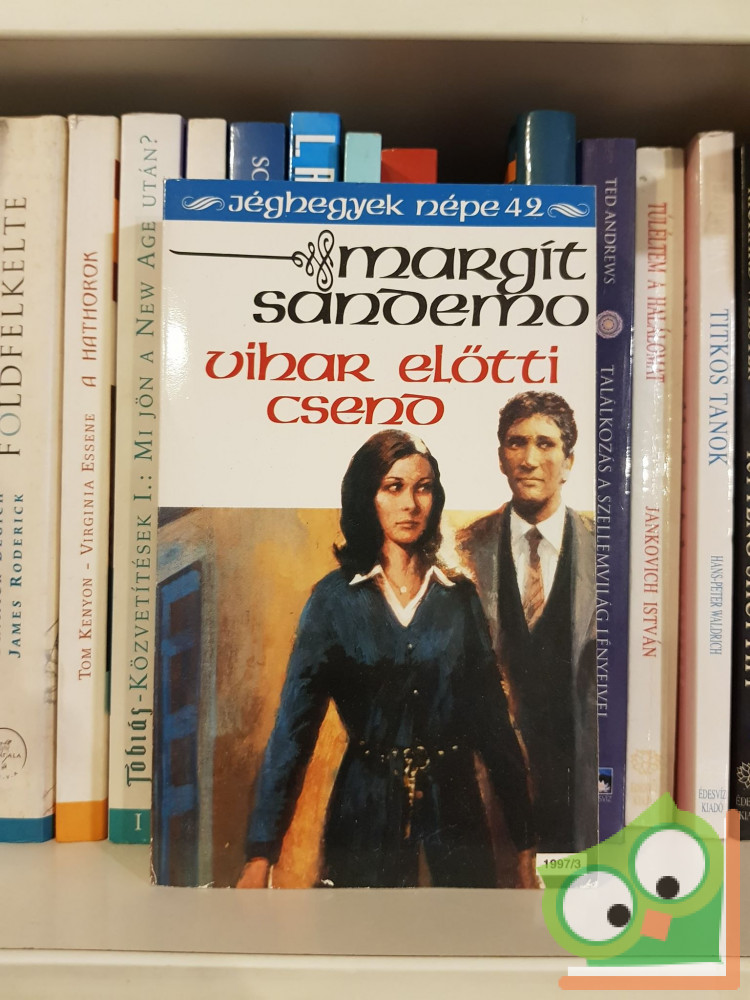 JÉGHEGYEK NÉPE 42
MARGIT
SANDEMO
VIHAR ELŐTTI
CSEND
1997/3
FÖLDFELKELTE
JAMES RODERICK
TOM KENYON – VIRGINIA ESSENE A HATHOROK
Tóbiás-KÖZVETÍTÉSEK I.: MI JÖN A NEW AGE UTÁN?
I
TED ANDREWS
TALÁLKOZÁS A SZELLEMVILÁG LÉNYEIVEL
TÚLÉLTEM A HALÁLOMAT
JANKOVICH ISTVÁN
TITKOS TANOK
HANS-PETER WALDRICH
ÉDESVÍZ
KIADÓ